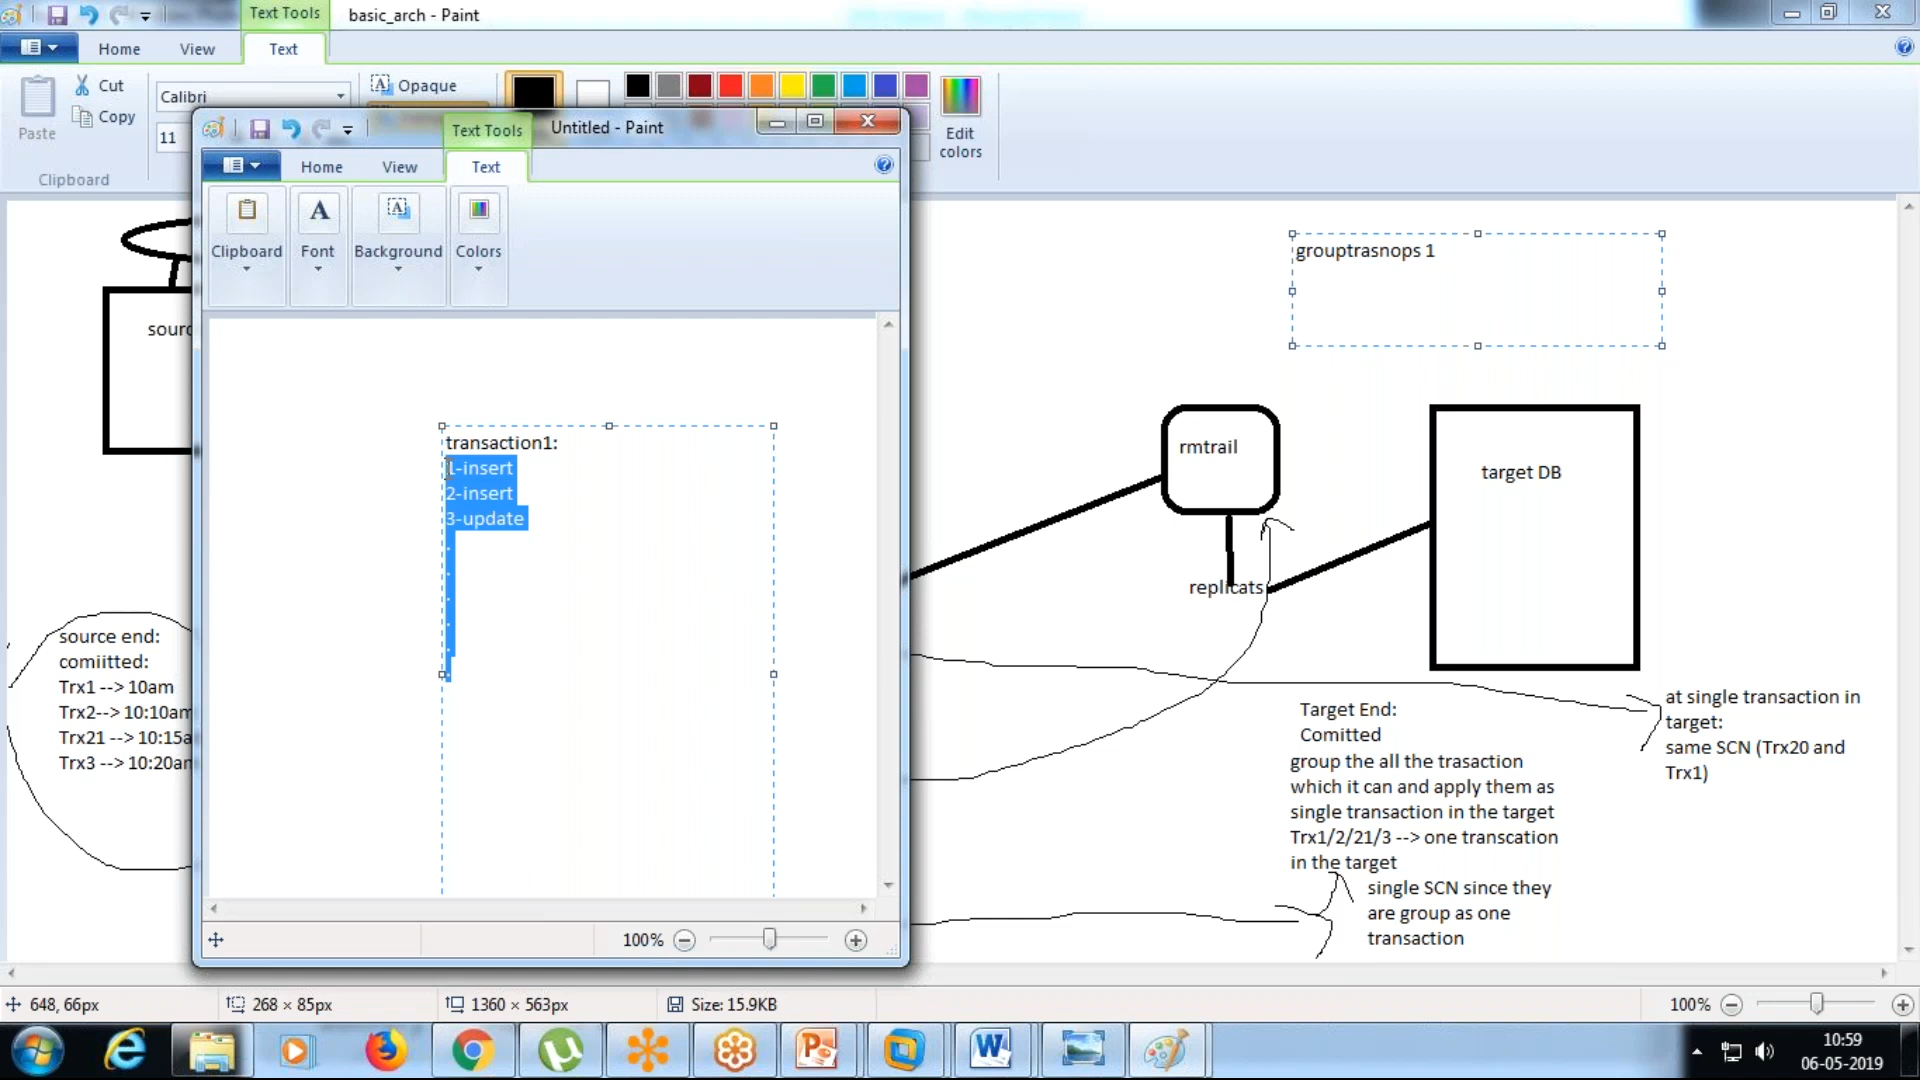 Text Tools
basic_arch - Paint
Home
View
Text
Cut
Copy
Paste
Clipboard
Calibri
11
Opaque
Edit
colors
Text Tools
Untitled - Paint
Home
View
Text
Clipboard
Font
Background
Colors
transaction1:
1-insert
2-insert
3-update
.
.
.
.
.
.
100%
grouptrasnops 1
rmtrail
target DB
replicats
source end:
comiitted:
Trx1 --> 10am
Trx2--> 10:10am
Trx21 --> 10:15a
Trx3 --> 10:20am
Target End:
Comitted
group the all the trasaction
which it can and apply them as
single transaction in the target
Trx1/2/21/3 --> one transcation
in the target
single SCN since they
are group as one
transaction
at single transaction in
target:
same SCN (Trx20 and
Trx1)
648, 66px
268 × 85px
1360 × 563px
Size: 15.9KB
100%
10:59
06-05-2019